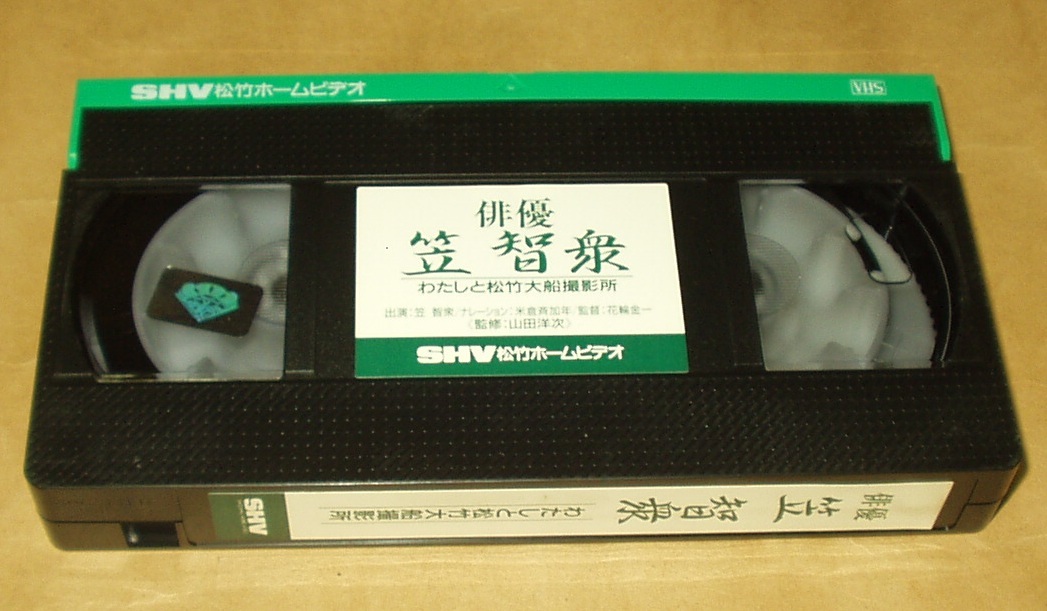 SHV松竹ホームビデオ
VHS
俳優
笠 智衆
わたしと松竹大船撮影所
出演:笠 智衆/ナレーション:米倉斉加年/監督:花輪金一
《監修:山田洋次》
SHV松竹ホームビデオ
俳優 笠 智衆
わたしと松竹大船撮影所
SHV